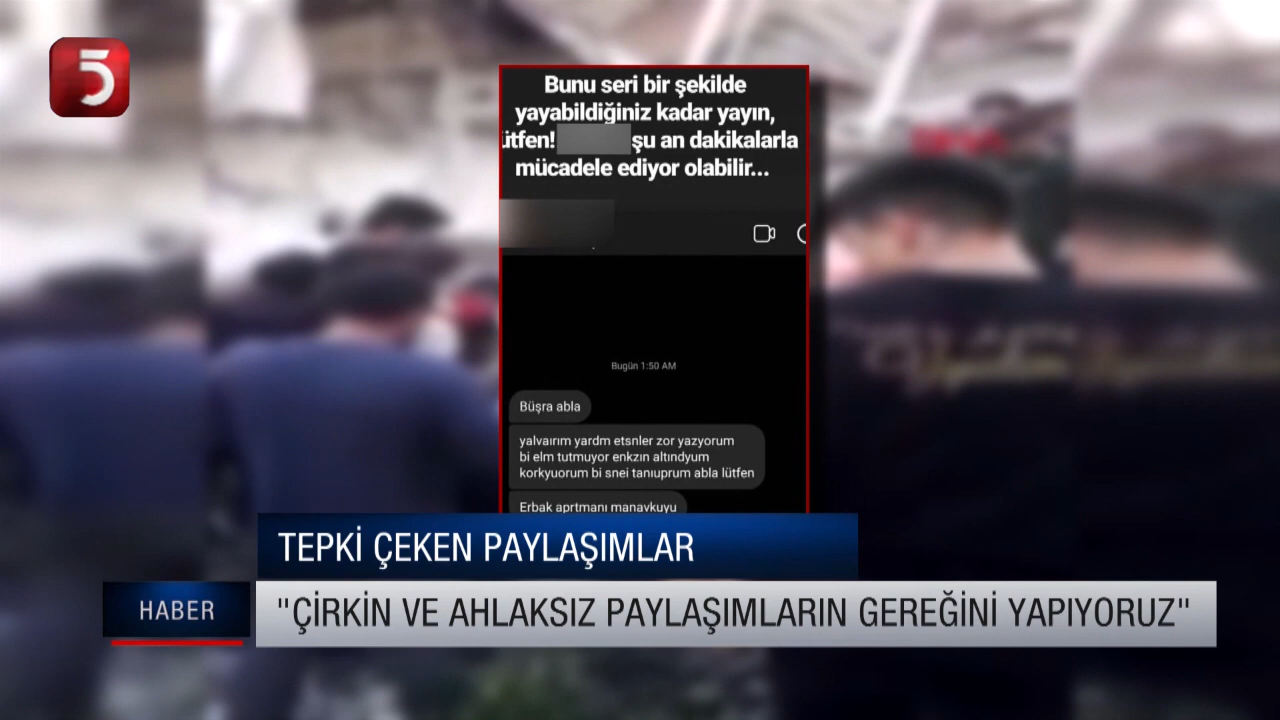 5
Bunu seri bir şekilde
yayabildiğiniz kadar yayın,
ütfen! şu an dakikalarla
mücadele ediyor olabilir...
Bugün 1:50 AM
Büşra abla
yalvaırım yardm etsnler zor yazyorum
bi elm tutmuyor enkzın altındyum
korkyuorum bi snei tanıuprum abla lütfen
Erbak aprtmanı manavkuyu
TEPKİ ÇEKEN PAYLAŞIMLAR
HABER
"ÇİRKİN VE AHLAKSIZ PAYLAŞIMLARIN GEREĞİNİ YAPIYORUZ"